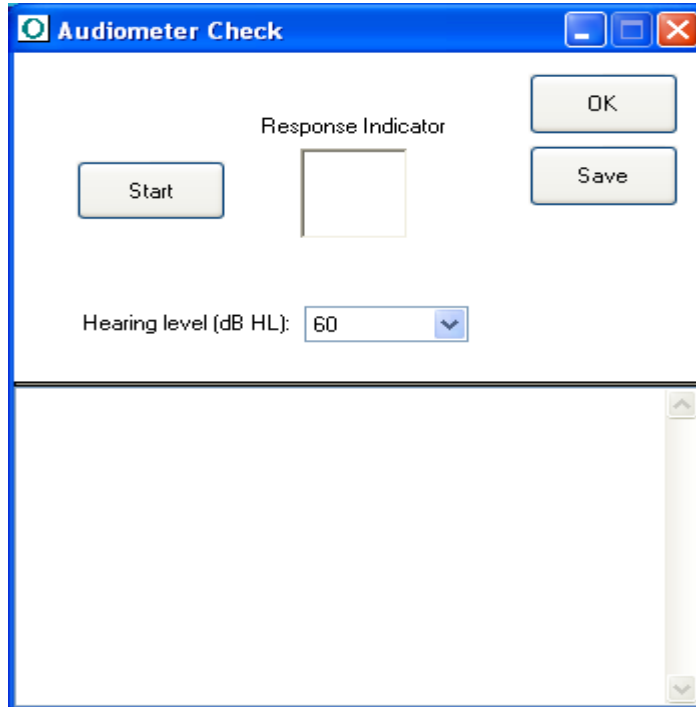 Audiometer Check
OK
Response Indicator
Start
Save
Hearing level (dB HL): 60